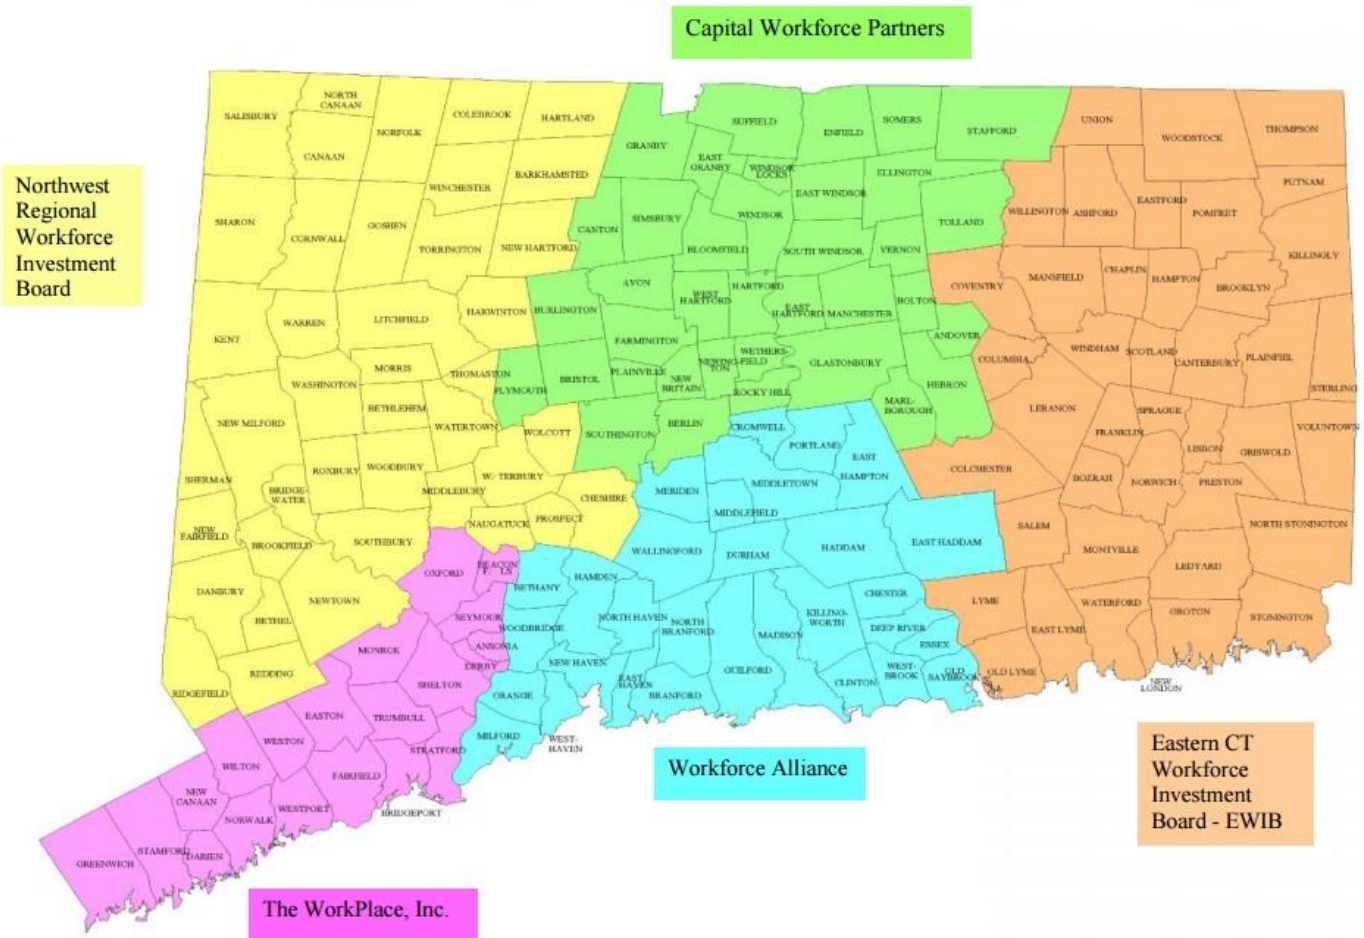 Capital Workforce Partners
NORTH
CANAAN
SALISBURY
COLEBROOK
HARTLAND
NORFOLK
CANAAN
BARKHAMSTED
WINCHESTER
SHARON
CORNWALL
GOSHEN
TORRINGTON
NEW HARTFORD
KENT
WARREN
LITCHFIELD
HARWINTON
MORRIS
THOMASTON
WASHINGTON
BETHLEHEM
NEW MILFORD
WATERTOWN
WOLCOTT
ROXBURY
WOODBURY
SHERMAN
BRIDGE-
WATER
MIDDLEBURY
CHESHIRE
NEW
FAIRFIELD
BROOKFIELD
SOUTHBURY
NAUGATUCK
PROSPECT
DANBURY
NEWTOWN
BETHEL
REDDING
RIDGEFIELD
Northwest
Regional
Workforce
Investment
Board
SUFFIELD
ENFIELD
SOMERS
STAFFORD
GRANBY
EAST
GRANBY
WINDSOR
LOCKS
EAST WINDSOR
ELLINGTON
CANTON
SIMSBURY
WINDSOR
TOLLAND
BLOOMFIELD
SOUTH WINDSOR
VERNON
AVON
WEST
HARTFORD
HARTFORD
EAST
HARTFORD
MANCHESTER
BOLTON
BURLINGTON
FARMINGTON
ANDOVER
PLYMOUTH
BRISTOL
PLAINVILLE
NEW
BRITAIN
NEWING-
TON
WETHERS-
FIELD
ROCKY HILL
GLASTONBURY
HEBRON
MARL-
BOROUGH
SOUTHINGTON
BERLIN
UNION
WOODSTOCK
THOMPSON
PUTNAM
WILLINGTON
ASHFORD
EASTFORD
POMFRET
KILLINGLY
COVENTRY
MANSFIELD
CHAPLIN
HAMPTON
BROOKLYN
COLUMBIA
WINDHAM
SCOTLAND
CANTERBURY
PLAINFIEL
STERLING
LEBANON
SPRAGUE
FRANKLIN
LISBON
GRISWOLD
VOLUNTOWN
COLCHESTER
BOZRAH
NORWICH
PRESTON
SALEM
MONTVILLE
NORTH STONINGTON
LEDYARD
LYME
EAST LYME
WATERFORD
GROTON
STONINGTON
OLD LYME
NEW
LONDON
CROMWELL
PORTLAND
EAST
HAMPTON
MERIDEN
MIDDLETOWN
MIDDLEFIELD
WALLINGFORD
DURHAM
HADDAM
EAST HADDAM
BETHANY
HAMDEN
CHESTER
WOODBRIDGE
NORTH HAVEN
NORTH
BRANFORD
MADISON
KILLING-
WORTH
DEEP RIVER
ESSEX
NEW HAVEN
EAST
HAVEN
BRANFORD
GUILFORD
CLINTON
WEST-
BROOK
OLD
SAYBROOK
ORANGE
MILFORD
WEST-
HAVEN
OXFORD
SEYMOUR
ANSONIA
DERBY
MONROE
SHELTON
EASTON
TRUMBULL
WESTON
STRATFORD
WILTON
FAIRFIELD
BRIDGEPORT
NEW
CANAAN
WESTPORT
NORWALK
STAMFORD
DARIEN
GREENWICH
Workforce Alliance
Eastern CT
Workforce
Investment
Board - EWIB
The WorkPlace, Inc.